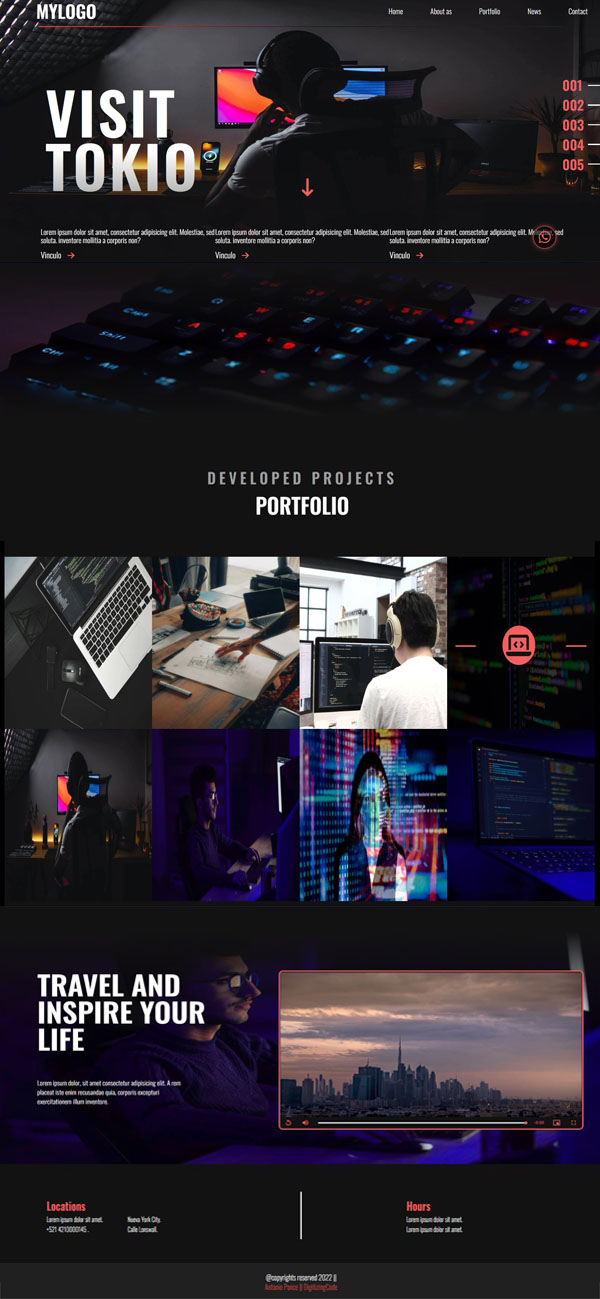 MYLOGO
Home
About as
Portfolio
News
Contact
VISIT
TOKIO
001
002
003
004
005
Lorem ipsum dolor sit amet, consectetur adipisicing elit. Molestiae, sed
soluta. inventore mollitia a corporis non?
Vinculo
Lorem ipsum dolor sit amet, consectetur adipisicing elit. Molestiae, sed
soluta. inventore mollitia a corporis non?
Vinculo
Lorem ipsum dolor sit amet, consectetur adipisicing elit. Molestiae, sed
soluta. inventore mollitia a corporis non?
Vinculo
Caps
A
S
D
Shift
Ctrl
Alt
DEVELOPED PROJECTS
PORTFOLIO
TRAVEL AND
INSPIRE YOUR
LIFE
Lorem ipsum dolor, sit amet consectetur adipisicing elit. A rem
placeat iste enim recusandae quia, corporis excepturi
exercitationem illum inventore.
Locations
Lorem ipsum dolor sit amet.
+521 4210000145 .
Nueva York City.
Calle Lonswall.
Hours
Lorem ipsum dolor sit amet.
Lorem ipsum dolor sit amet.
@copyrights reserved 2022 ||
Antonio Ponce || DigitizingCode